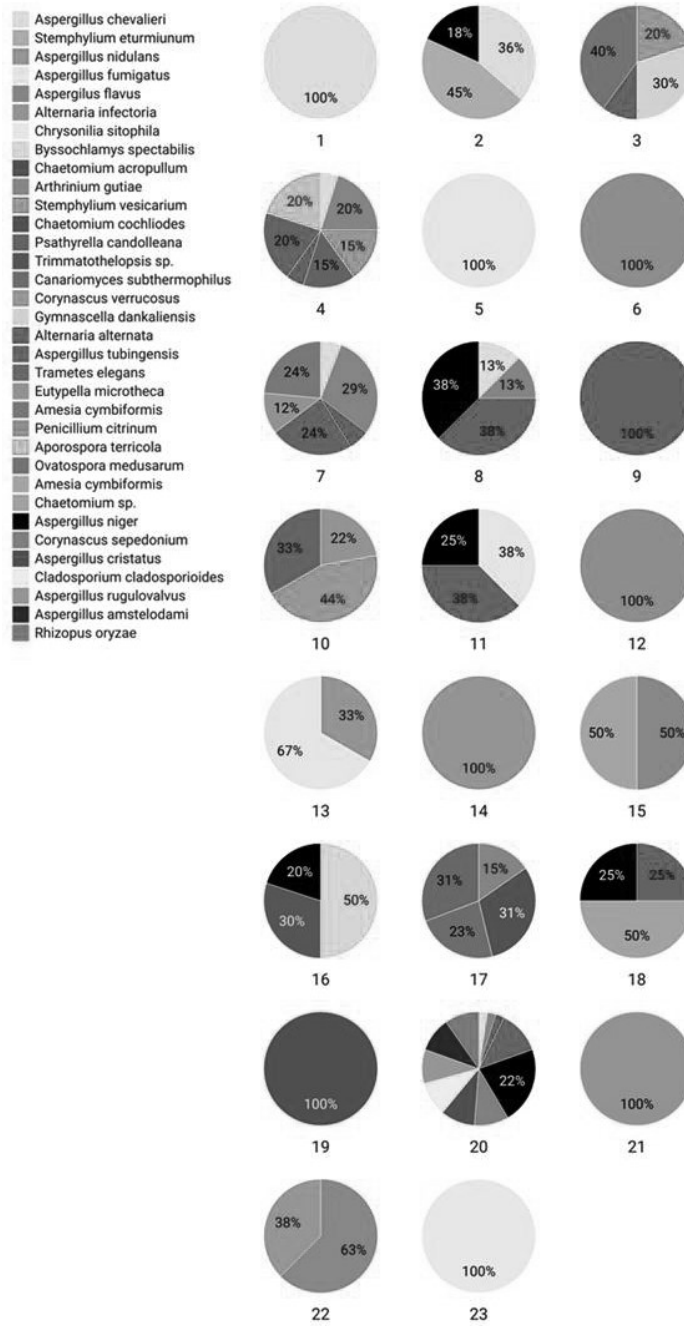 Aspergillus chevalieri
Stemphylium eturmiunum
Aspergillus nidulans
Aspergillus fumigatus
Aspergilus flavus
Alternaria infectoria
Chrysonilia sitophila
Byssochlamys spectabilis
Chaetomium acropullum
Arthrinium gutiae
Stemphylium vesicarium
Chaetomium cochliodes
Psathyrella candolleana
Trimmatothelopsis sp.
Canariomyces subthermophilus
Corynascus verrucosus
Gymnascella dankaliensis
Alternaria alternata
Aspergillus tubingensis
Trametes elegans
Eutypella microtheca
Amesia cymbiformis
Penicillium citrinum
Aporospora terricola
Ovatospora medusarum
Amesia cymbiformis
Chaetomium sp.
Aspergillus niger
Corynascus sepedonium
Aspergillus cristatus
Cladosporium cladosporioides
Aspergillus rugulovalvus
Aspergillus amstelodami
Rhizopus oryzae
100%
1
18% 36%
45%
2
20%
40%
30%
3
20% 20%
20% 15%
15%
4
100%
5
100%
6
24% 29%
12%
24%
7
13%
38% 13%
38%
8
100%
9
33% 22%
44%
10
25% 38%
38%
11
100%
12
33%
67%
13
100%
14
50% 50%
15
20% 50%
30%
16
15%
31% 31%
23%
17
25% 25%
50%
18
100%
19
22%
20
100%
21
38% 63%
22
100%
23